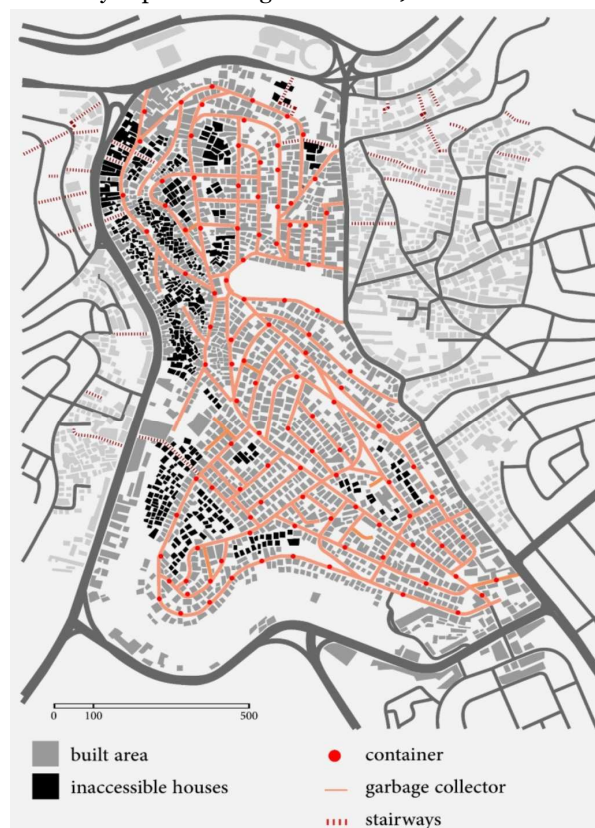 0 100 500
built area
inaccessible houses
container
garbage collector
stairways